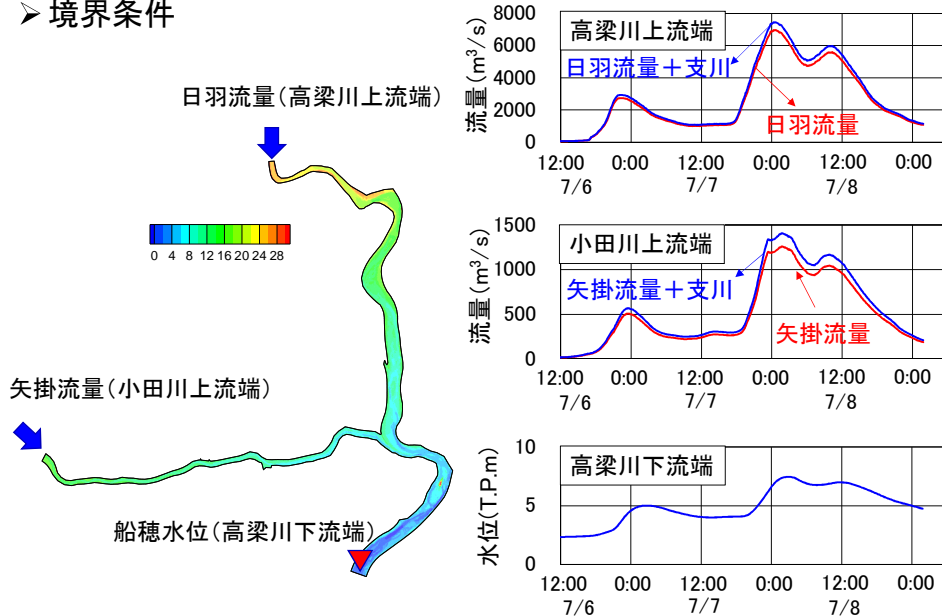 ➢ 境界条件
日羽流量(高梁川上流端)
0 4 8 12 16 20 24 28
矢掛流量(小田川上流端)
船穂水位(高梁川下流端)
流量(m³/s)
8000
6000
4000
2000
0
高梁川上流端
日羽流量+支川
日羽流量
12:00 0:00 12:00 0:00 12:00 0:00
7/6 7/7 7/8
流量(m³/s)
1500
1000
500
0
小田川上流端
矢掛流量+支川
矢掛流量
12:00 0:00 12:00 0:00 12:00 0:00
7/6 7/7 7/8
水位(T.P.m)
10
5
0
高梁川下流端
12:00 0:00 12:00 0:00 12:00 0:00
7/6 7/7 7/8